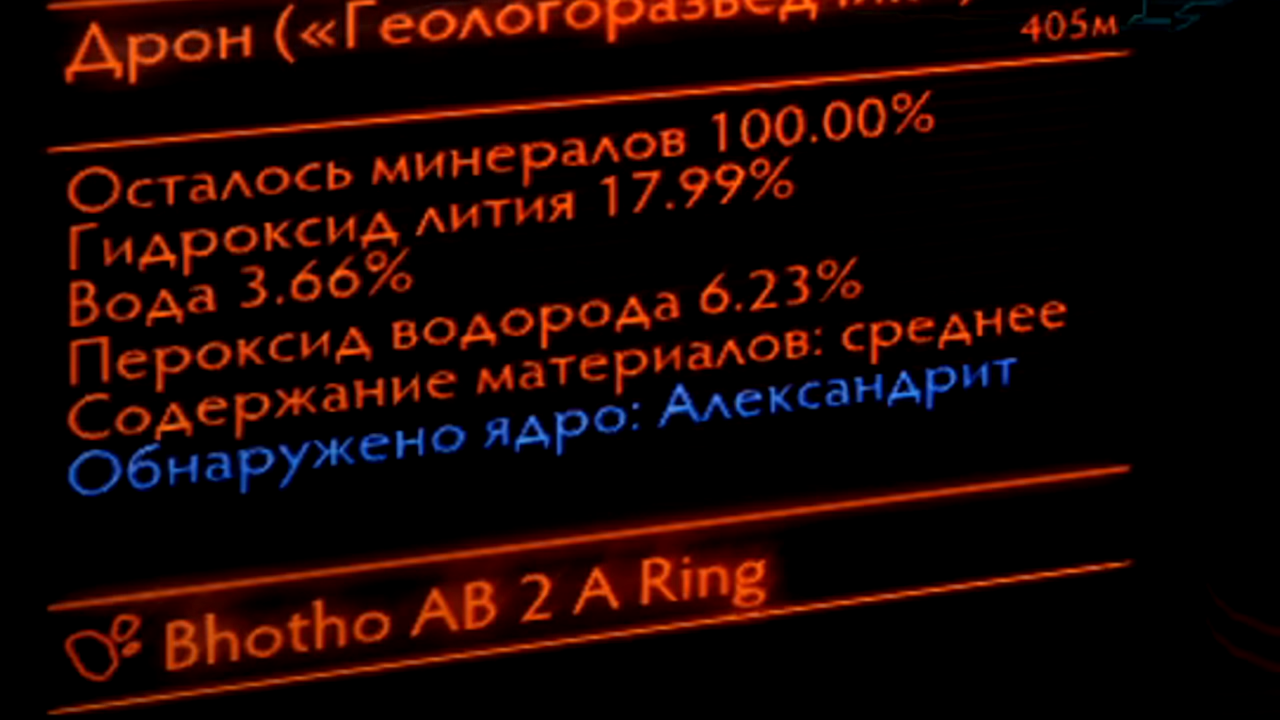 Дрон («Геологоразведчик»)
405м
Осталось минералов 100.00%
Гидроксид лития 17.99%
Вода 3.66%
Пероксид водорода 6.23%
Содержание материалов: среднее
Обнаружено ядро: Александрит
Bhotho AB 2 A Ring